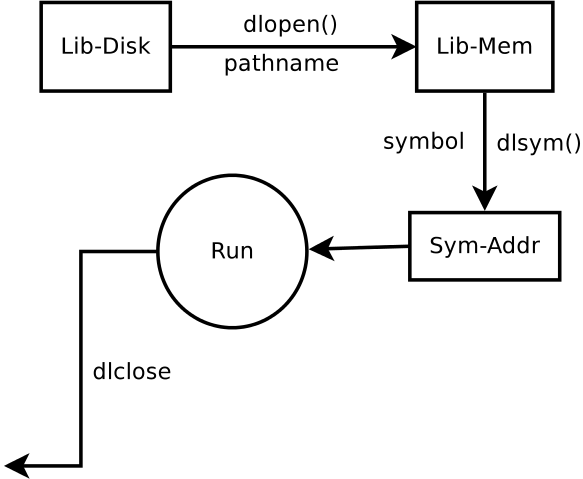 Lib-Disk
dlopen()
pathname
Lib-Mem
symbol
dlsym()
Sym-Addr
Run
dlclose